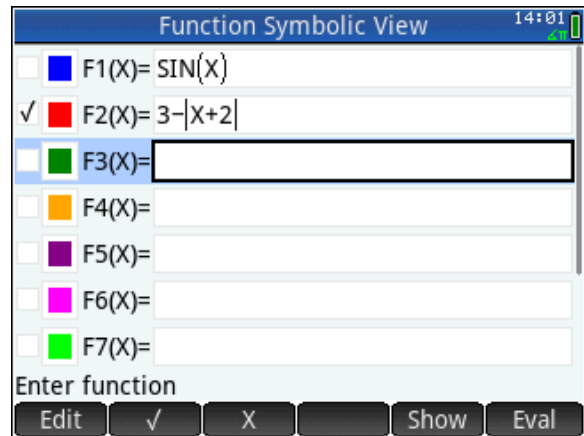 Function Symbolic View 14:01
∡π
F1(X)= SIN(X)
√ F2(X)= 3-|X+2|
F3(X)=
F4(X)=
F5(X)=
F6(X)=
F7(X)=
Enter function
Edit √ X Show Eval